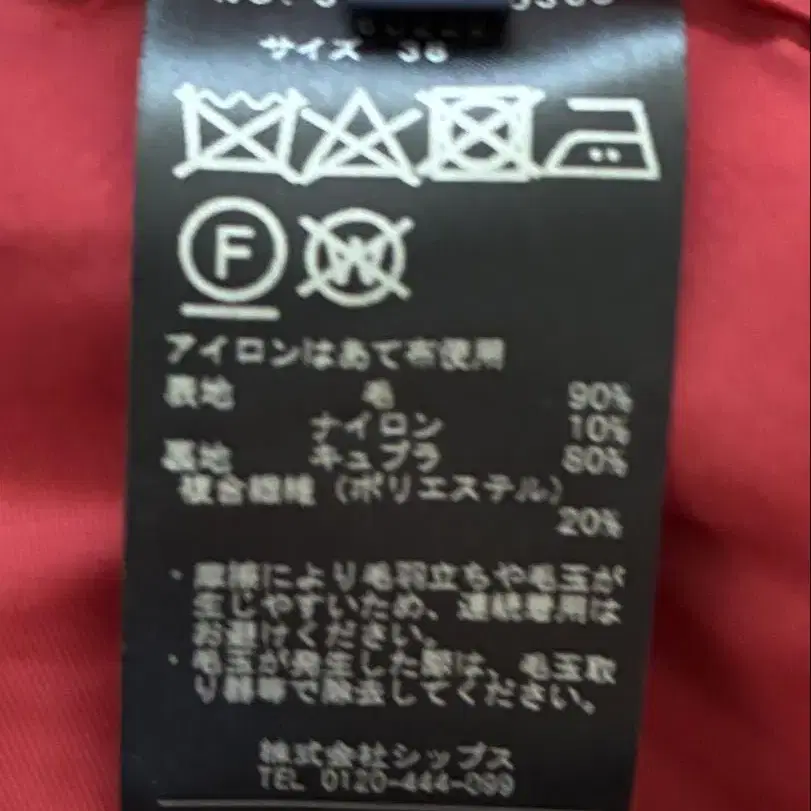 サイズ 38
F
W
アイロンはあて布使用
表地 毛 90%
ナイロン 10%
裏地 キュプラ 80%
複合繊維(ポリエステル)
20%
・摩擦により毛羽立ちや毛玉が
生じやすいため、連続着用は
お避けください。
・毛玉が発生した際は、毛玉取
り器等で除去してください。
株式会社シップス
TEL 0120-444-099